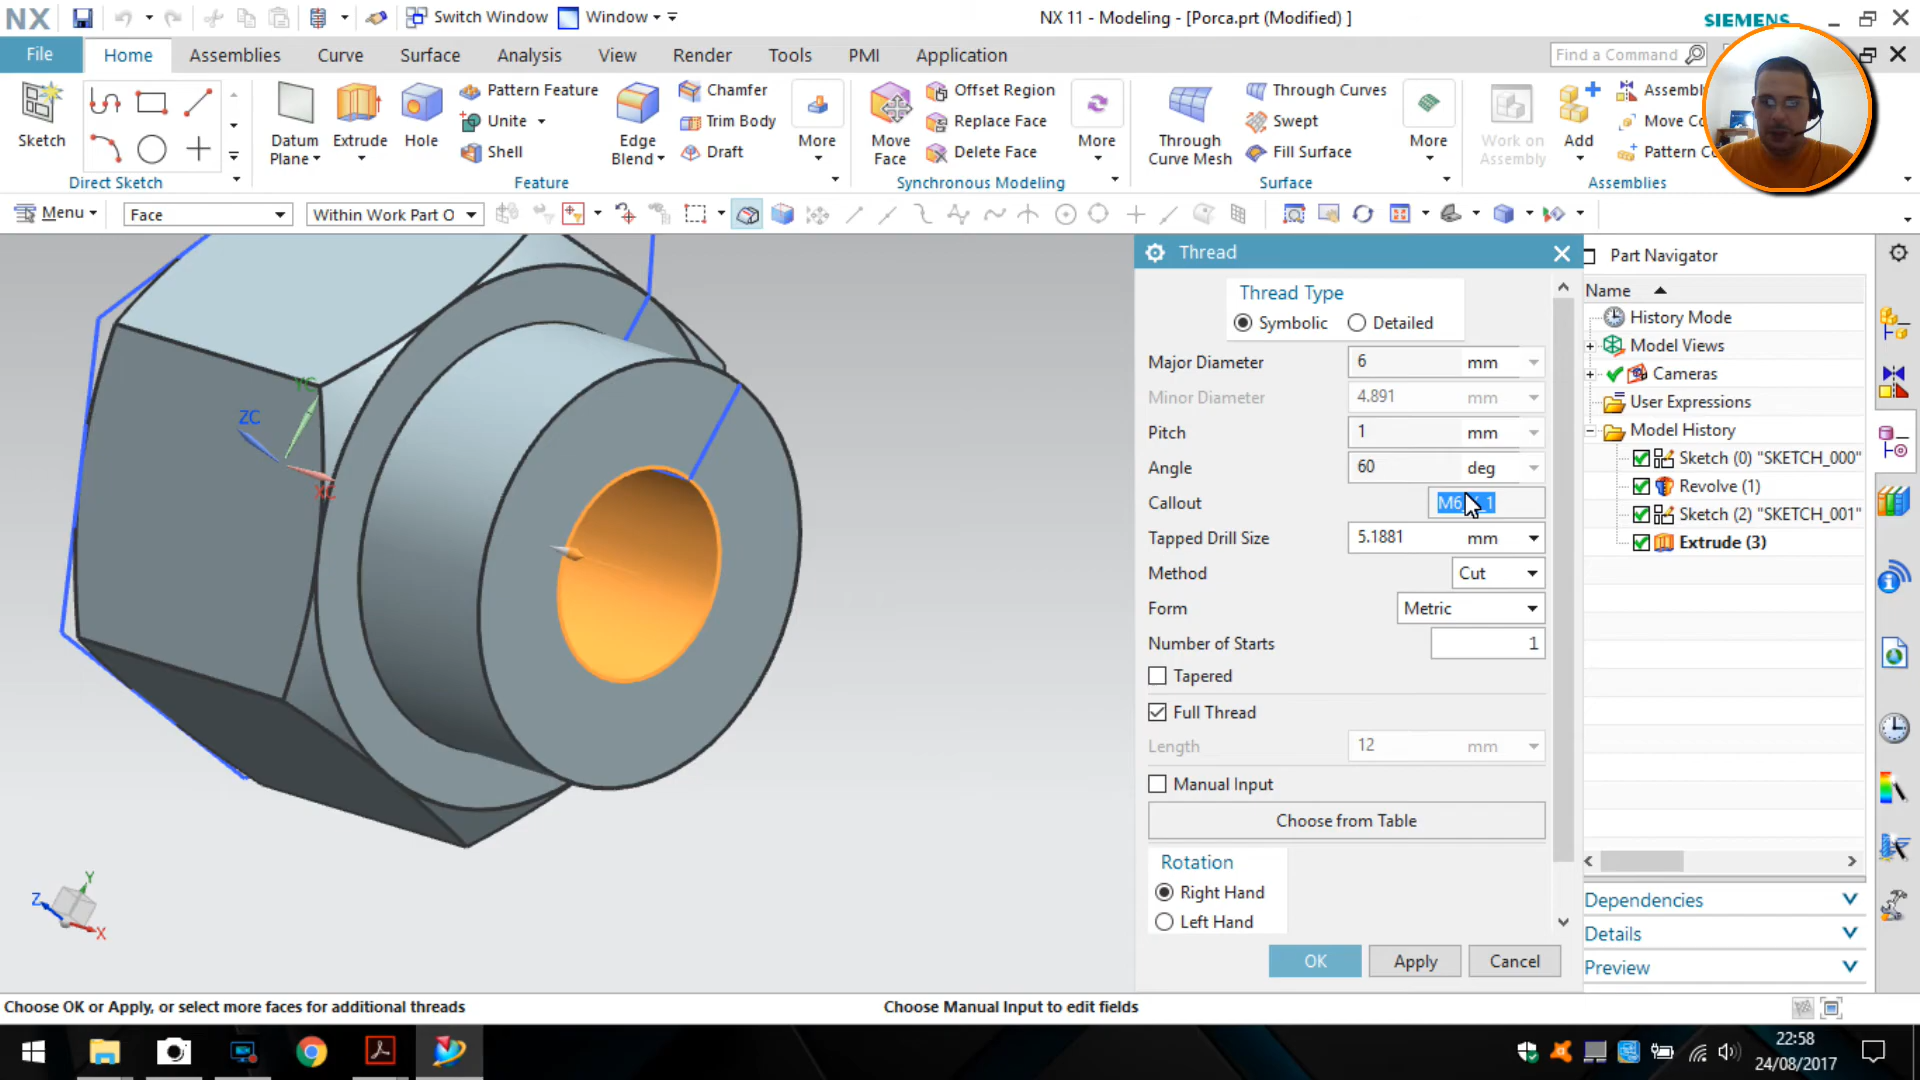 NX
Switch Window
Window
NX 11 - Modeling - [Porca.prt (Modified) ]
SIEMENS
File
Home
Assemblies
Curve
Surface
Analysis
View
Render
Tools
PMI
Application
Find a Command
Sketch
Direct Sketch
Datum
Plane
Extrude
Hole
Pattern Feature
Unite
Shell
Edge
Blend
Chamfer
Trim Body
Draft
More
Feature
Move
Face
Offset Region
Replace Face
Delete Face
More
Synchronous Modeling
Through
Curve Mesh
Through Curves
Swept
Fill Surface
More
Surface
Work on
Assembly
Add
Move
Pattern
Assemblies
Menu
Face
Within Work Part O
ZC
YC
XC
Y
Z
X
Thread
Thread Type
Symbolic
Detailed
Major Diameter 6 mm
Minor Diameter 4.891 mm
Pitch 1 mm
Angle 60 deg
Callout
Tapped Drill Size 5.1881 mm
Method Cut
Form Metric
Number of Starts 1
Tapered
Full Thread
Length 12 mm
Manual Input
Choose from Table
Rotation
Right Hand
Left Hand
OK
Apply
Cancel
Part Navigator
Name
History Mode
Model Views
Cameras
User Expressions
Model History
Sketch (0) "SKETCH_000"
Revolve (1)
Sketch (2) "SKETCH_001"
Extrude (3)
Dependencies
Details
Preview
Choose OK or Apply, or select more faces for additional threads
Choose Manual Input to edit fields
22:58
24/08/2017